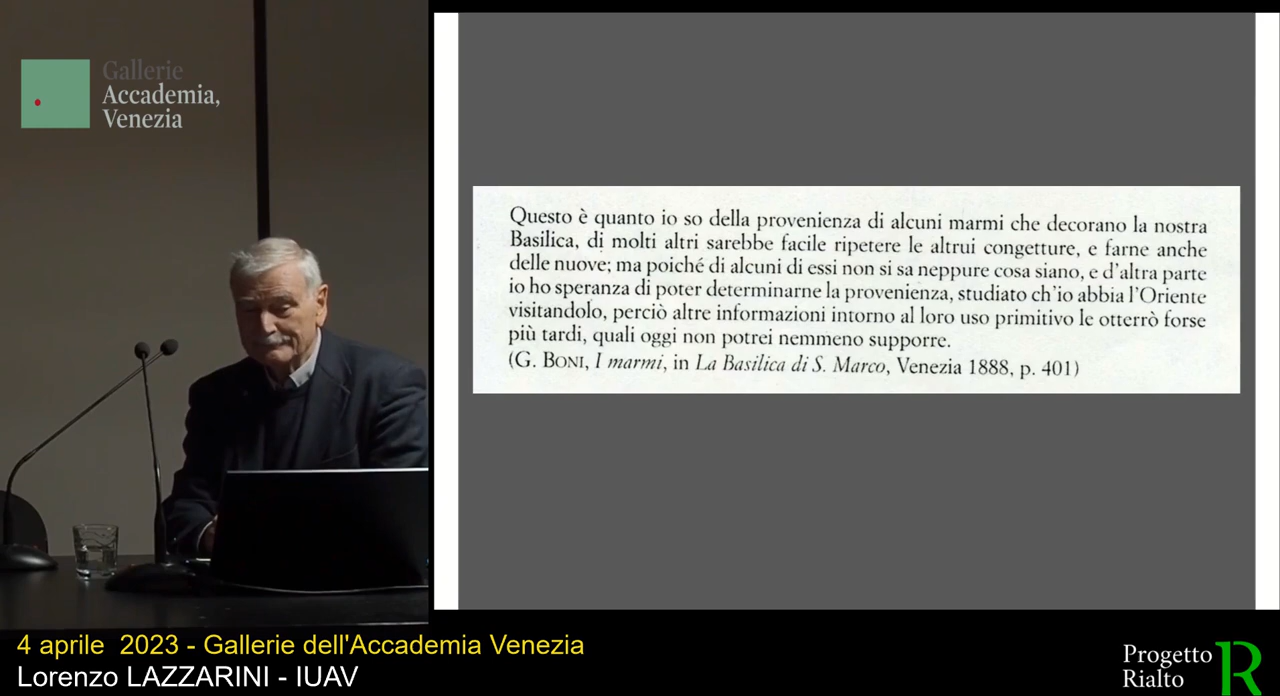 Gallerie
Accademia,
Venezia
Questo è quanto io so della provenienza di alcuni marmi che decorano la nostra
Basilica, di molti altri sarebbe facile ripetere le altrui congetture, e farne anche
delle nuove; ma poiché di alcuni di essi non si sa neppure cosa siano, e d'altra parte
io ho speranza di poter determinarne la provenienza, studiato ch'io abbia l'Oriente
visitandolo, perciò altre informazioni intorno al loro uso primitivo le otterrò forse
più tardi, quali oggi non potrei nemmeno supporre.
(G. BONI, I marmi, in La Basilica di S. Marco, Venezia 1888, p. 401)
4 aprile 2023 - Gallerie dell'Accademia Venezia
Lorenzo LAZZARINI - IUAV
Progetto
Rialto
R